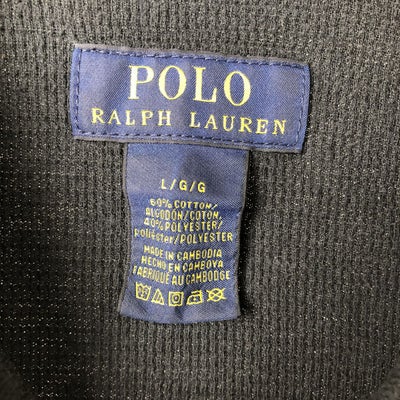 POLO
RALPH LAUREN
L/G/G
60% COTTON/
ALGODÓN/COTON,
40% POLYESTER/
poliéster/POLYESTER
MADE IN CAMBODIA
HECHO EN CAMBOYA
FABRIQUÉ AU CAMBODGE